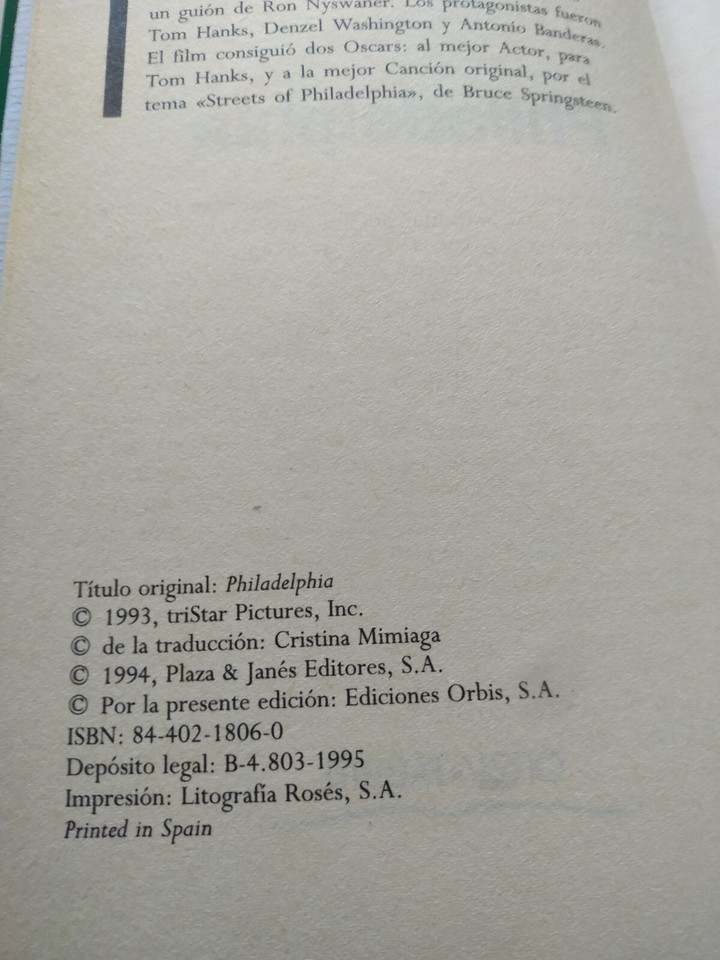 un guión de Ron Nyswaner. Los protagonistas fueron
Tom Hanks, Denzel Washington y Antonio Banderas.
El film consiguió dos Oscars: al mejor Actor, para
Tom Hanks, y a la mejor Canción original, por el
tema «Streets of Philadelphia», de Bruce Springsteen.
Título original: Philadelphia
© 1993, triStar Pictures, Inc.
© de la traducción: Cristina Mimiaga
© 1994, Plaza & Janés Editores, S.A.
© Por la presente edición: Ediciones Orbis, S.A.
ISBN: 84-402-1806-0
Depósito legal: B-4.803-1995
Impresión: Litografía Rosés, S.A.
Printed in Spain